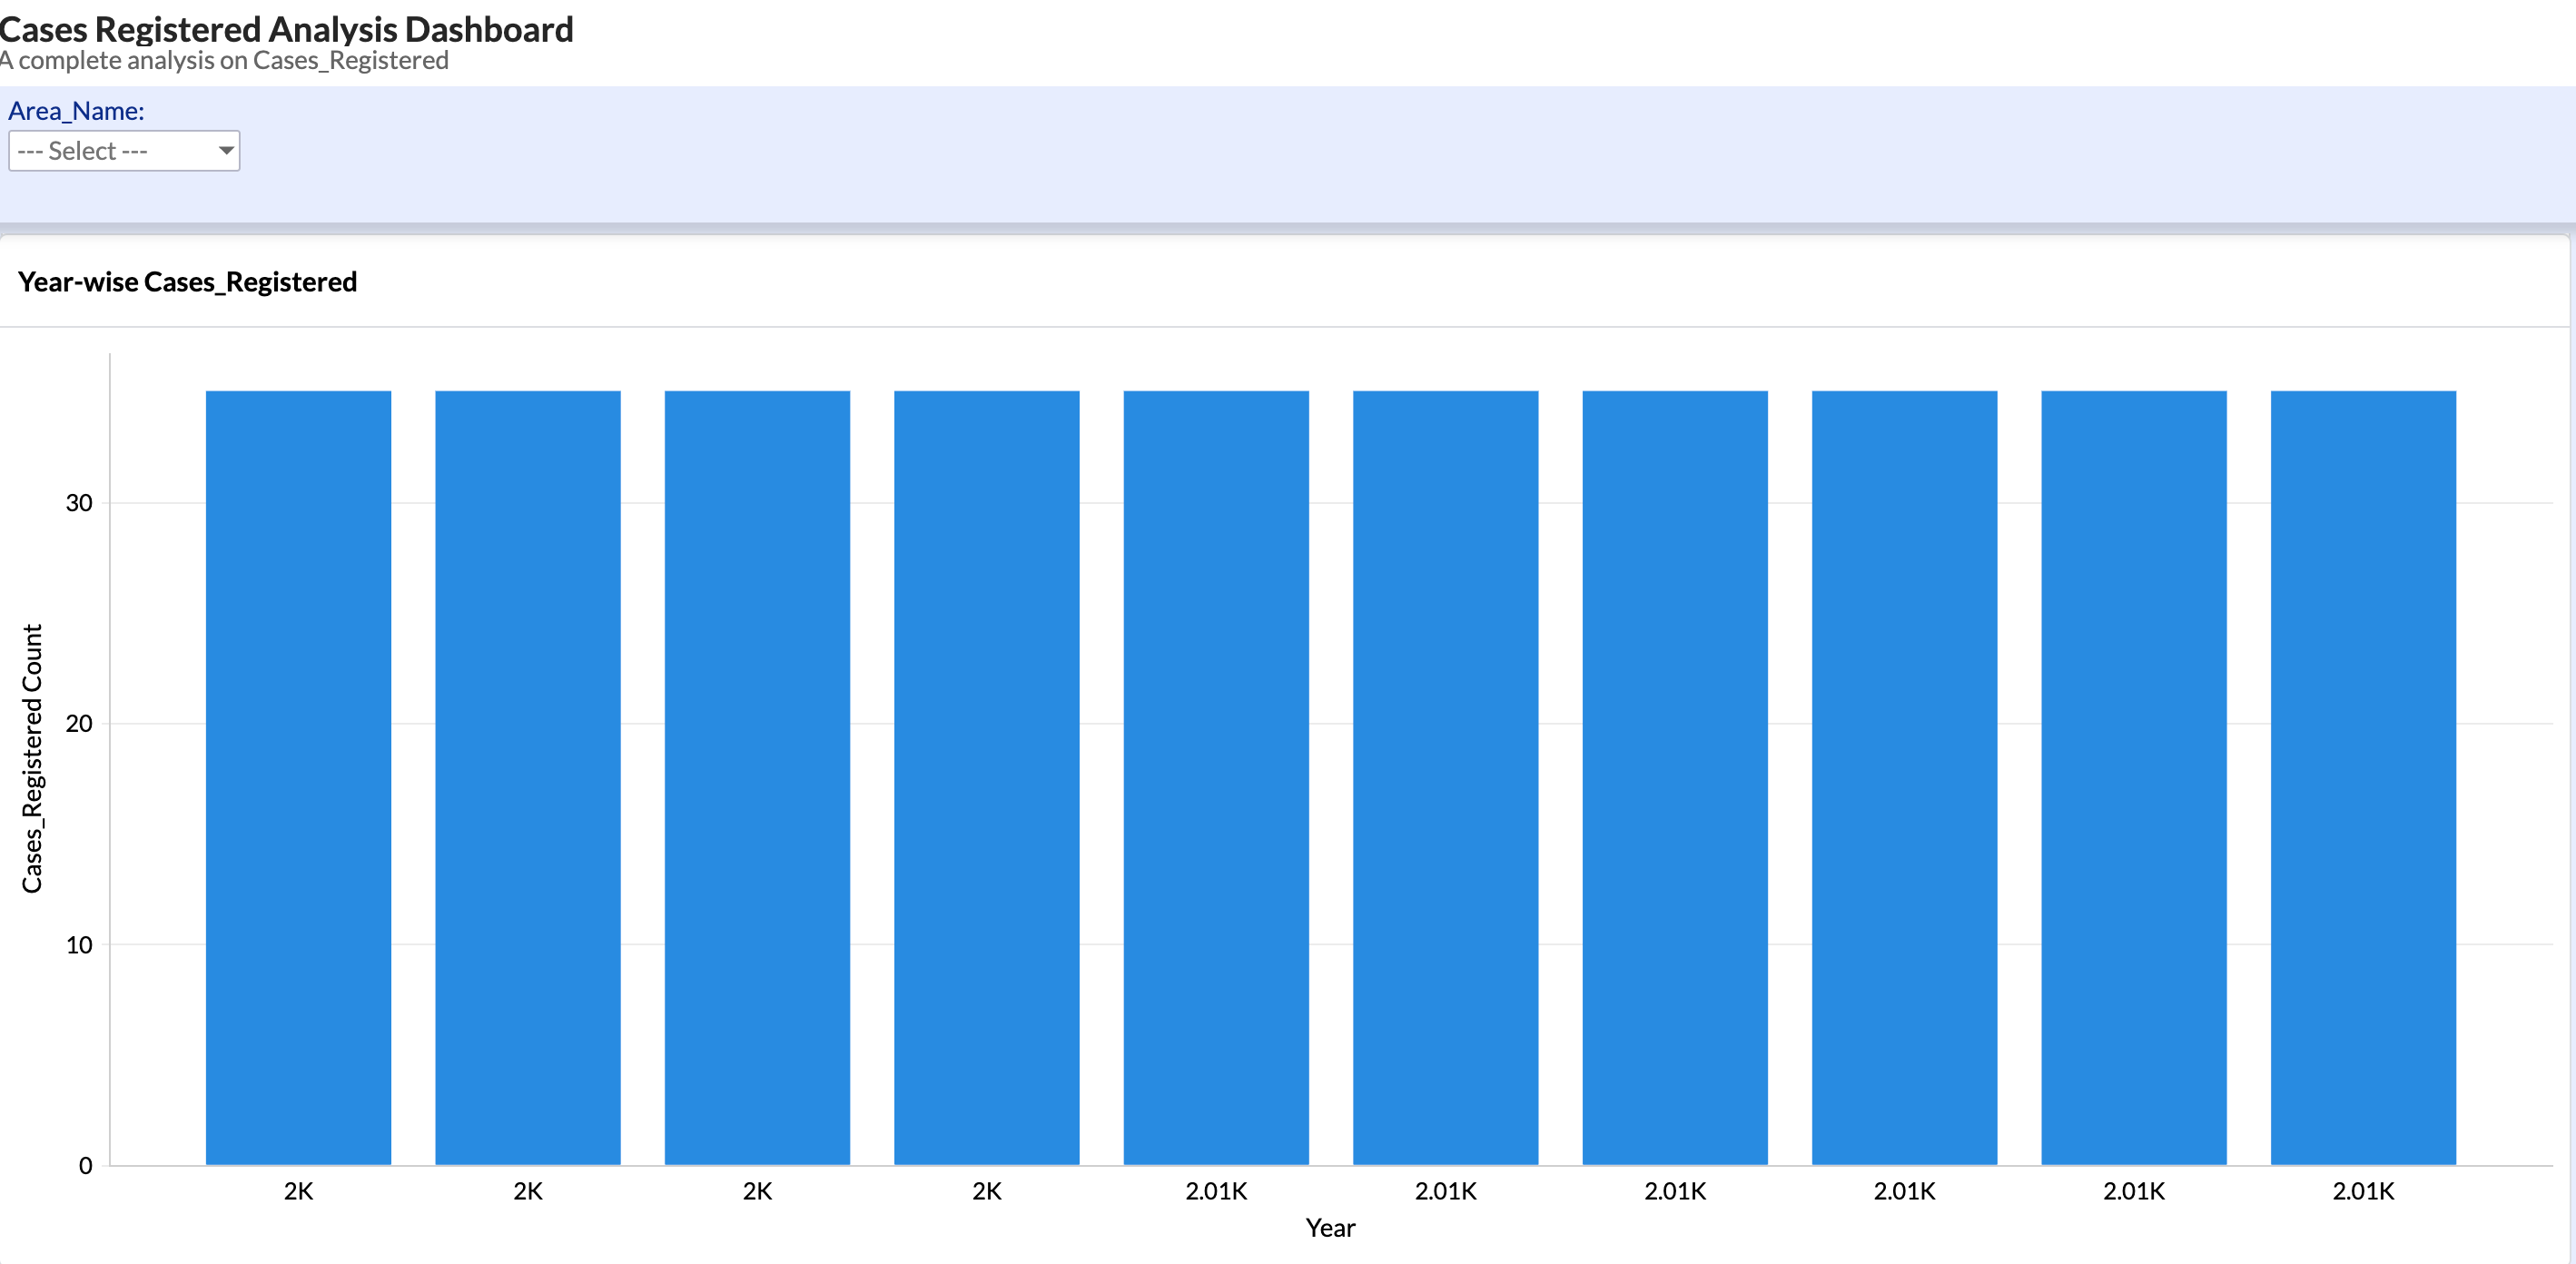 Cases Registered Analysis Dashboard
A complete analysis on Cases_Registered
Area_Name:
--- Select ---
Year-wise Cases_Registered
Cases_Registered Count
30
20
10
0
2K 2K 2K 2K 2.01K 2.01K 2.01K 2.01K 2.01K 2.01K
Year